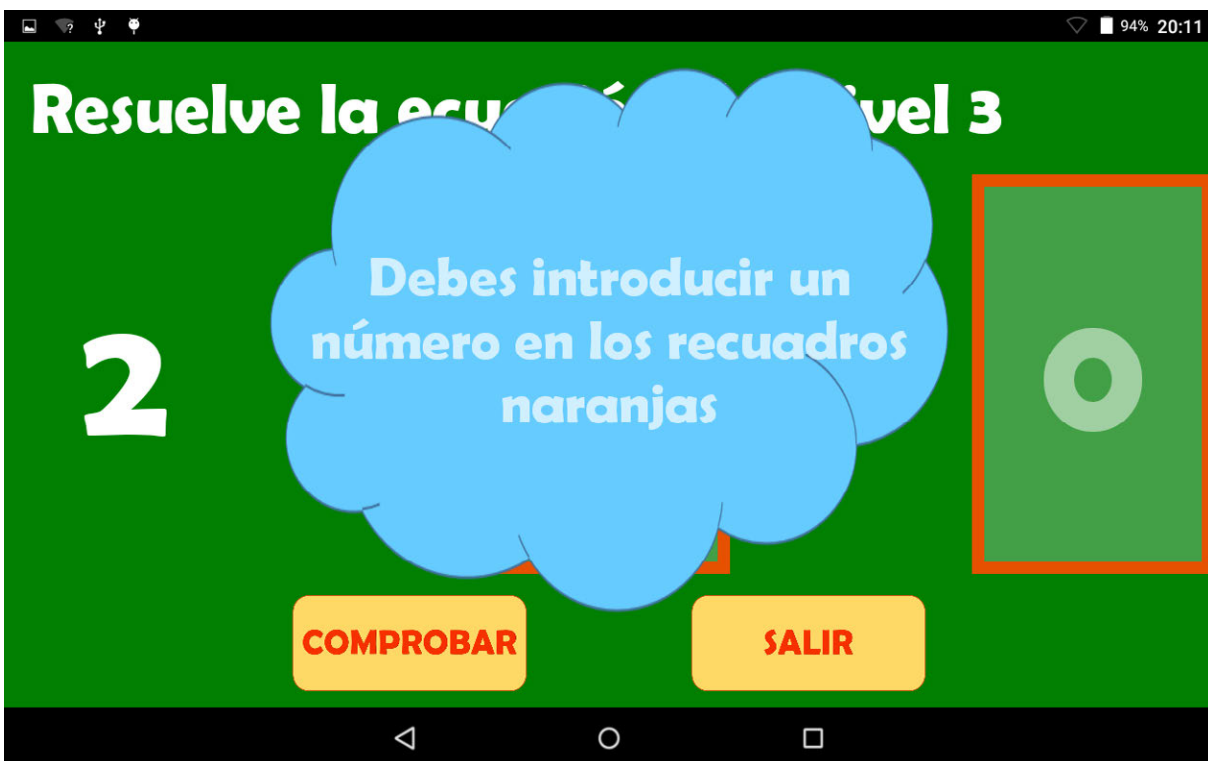 94% 20:11
Resuelve la ecu vel 3
Debes introducir un
número en los recuadros
naranjas
2 0
COMPROBAR SALIR